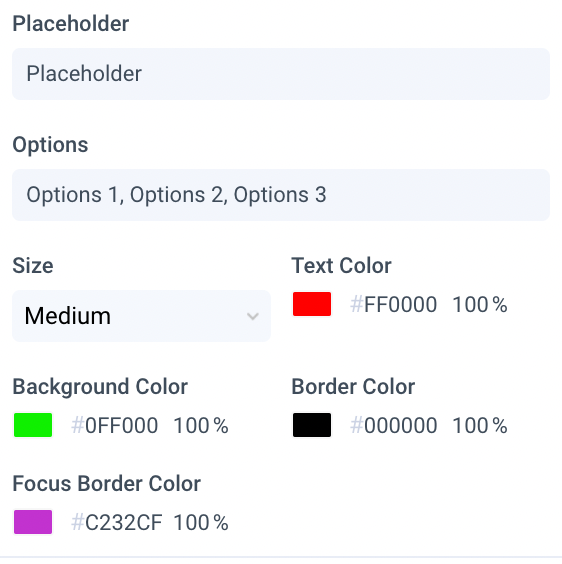 Placeholder
Placeholder
Options
Options 1, Options 2, Options 3
Size
Text Color
Medium
#FF0000 100 %
Background Color
Border Color
#0FF000 100 %
#000000 100 %
Focus Border Color
#C232CF 100 %